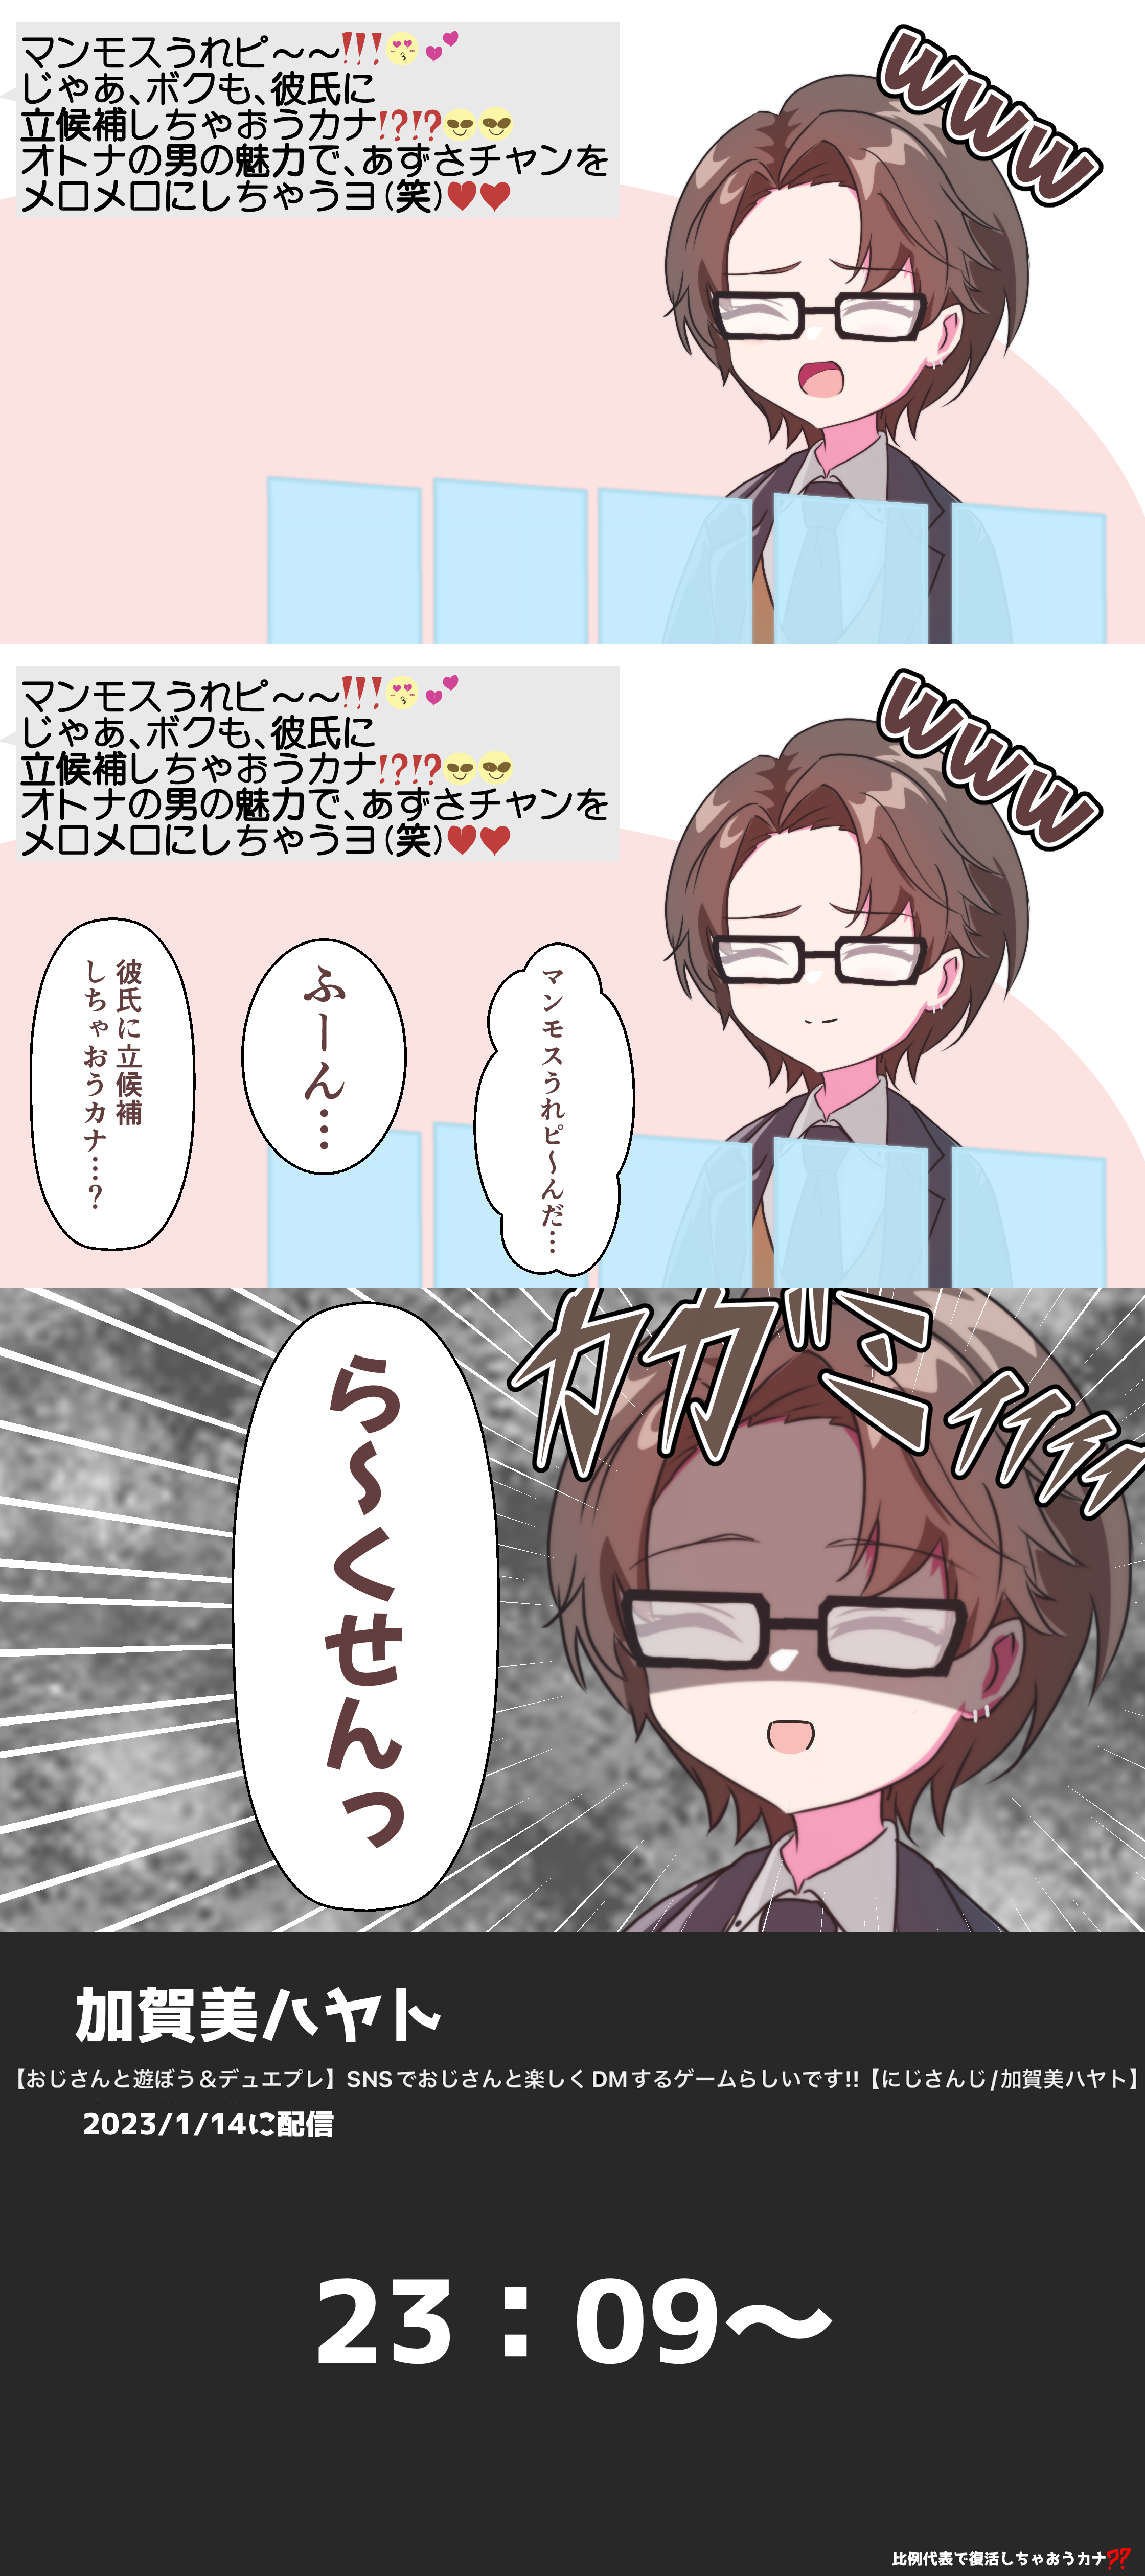 マンモスうれピ～～!!!😚💕
じゃあ、ボクも、彼氏に
立候補しちゃおうカナ!?!?😎😎
オトナの男の魅力で、あずさチャンを
メロメロにしちゃうヨ(笑)♥♥
www
マンモスうれピ～～!!!😚💕
じゃあ、ボクも、彼氏に
立候補しちゃおうカナ!?!?😎😎
オトナの男の魅力で、あずさチャンを
メロメロにしちゃうヨ(笑)♥♥
www
マンモスうれピ～んだ…
ふーん…
彼氏に立候補
しちゃおうカナ…?
カガミィィィィ
ら～くせんっ
加賀美ハヤト
【おじさんと遊ぼう＆デュエプレ】SNSでおじさんと楽しくDMするゲームらしいです!!【にじさんじ/加賀美ハヤト】
2023/1/14に配信
23：09～
比例代表で復活しちゃおうカナ⁇